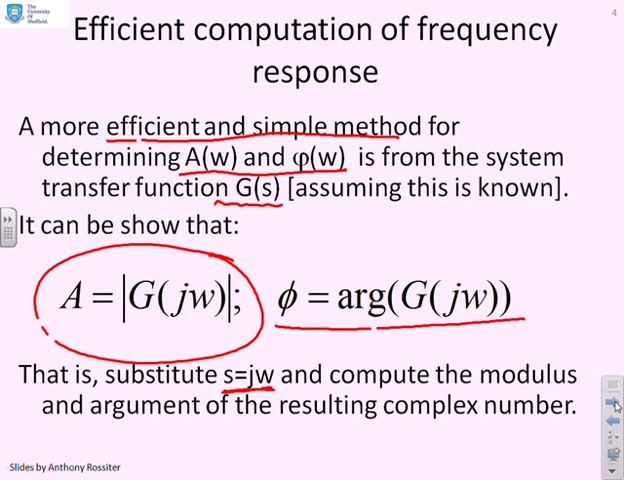 The
University
Of
Sheffield.
4
Efficient computation of frequency
response
A more efficient and simple method for
determining A(w) and φ(w) is from the system
transfer function G(s) [assuming this is known].
It can be show that:
A = |G(jw)|; ϕ = arg(G(jw))
That is, substitute s=jw and compute the modulus
and argument of the resulting complex number.
Slides by Anthony Rossiter